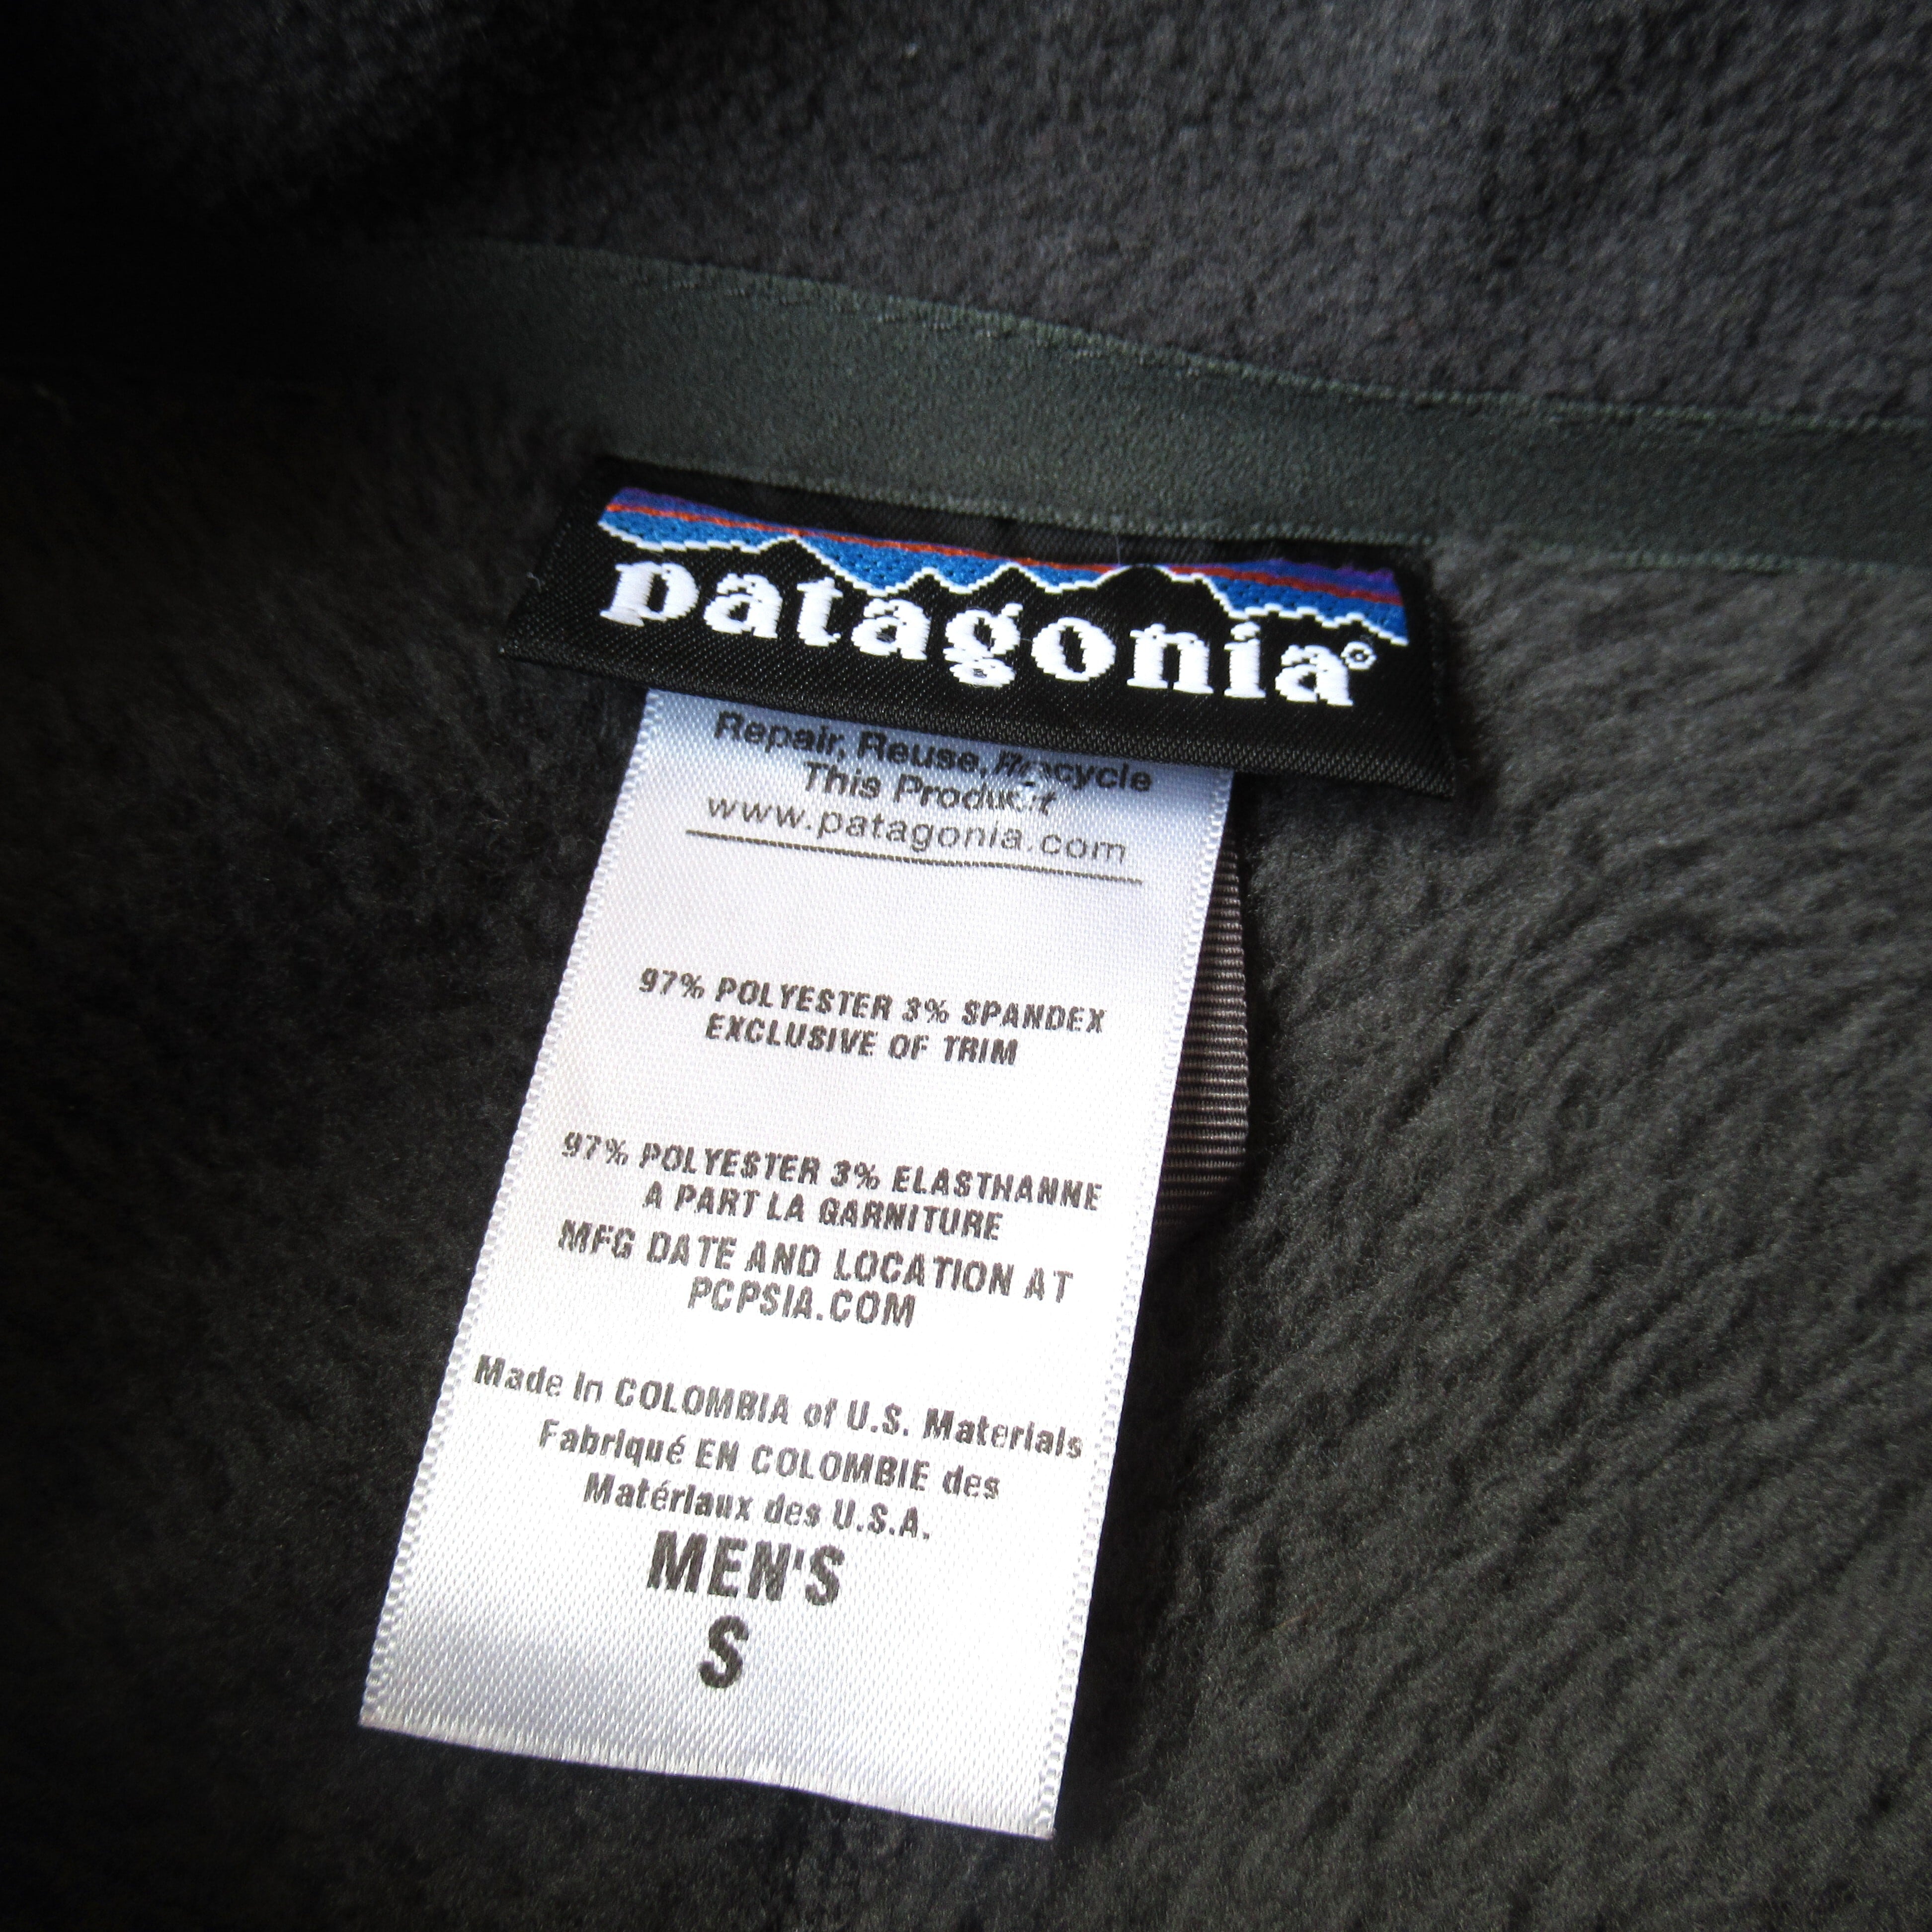 patagonia®
Repair, Reuse, Recycle
This Product
www.patagonia.com
97% POLYESTER 3% SPANDEX
EXCLUSIVE OF TRIM
97% POLYESTER 3% ELASTHANNE
A PART LA GARNITURE
MFG DATE AND LOCATION AT
PCPSIA.COM
Made in COLOMBIA of U.S. Materials
Fabriqué EN COLOMBIE des
Matériaux des U.S.A.
MEN'S
S